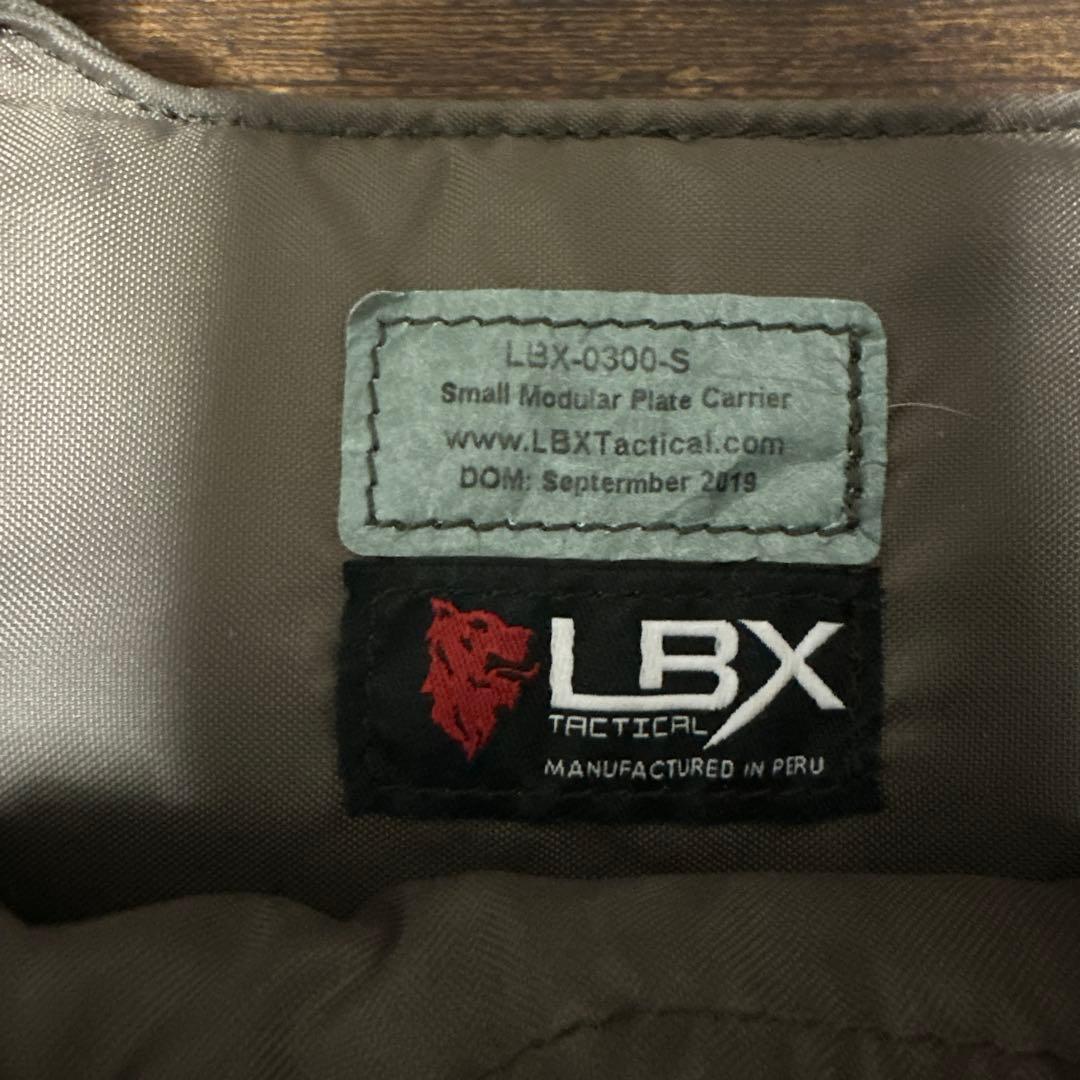 LBX-0300-S
Small Modular Plate Carrier
www.LBXTactical.com
DOM: Septermber 2019
LBX
TACTICAL
MANUFACTURED IN PERU